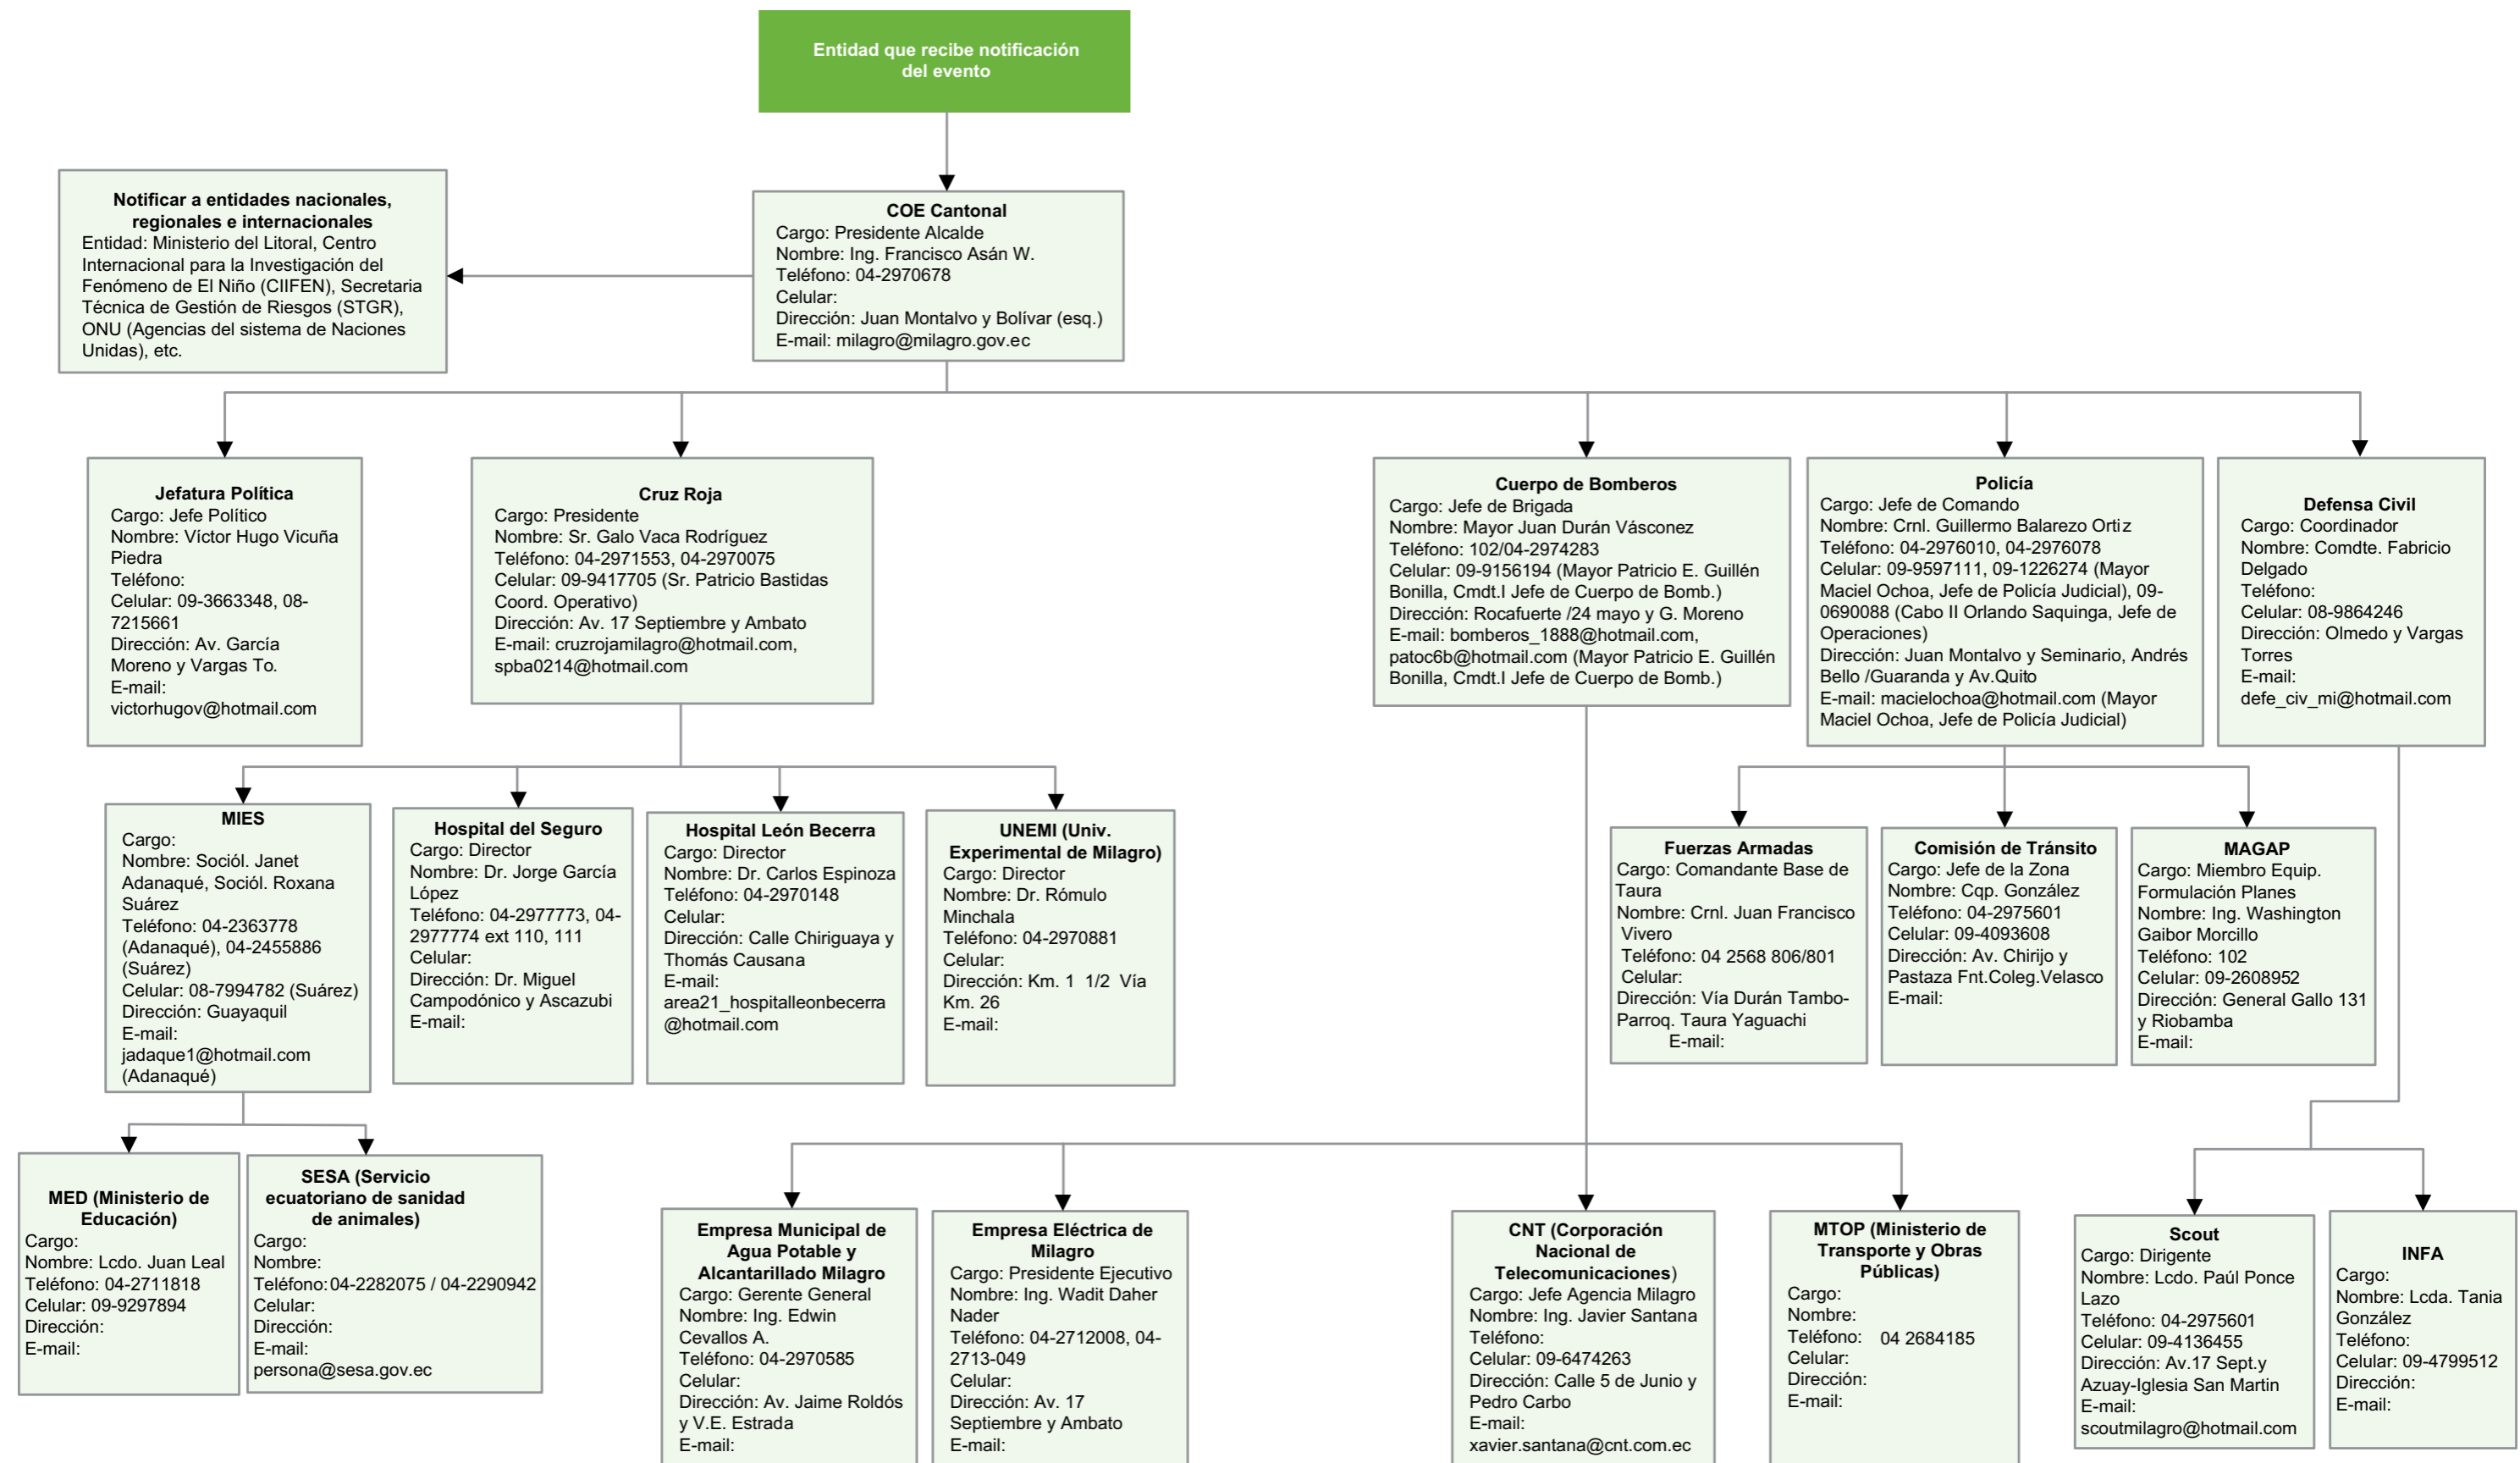 Entidad que recibe notificación
del evento
Notificar a entidades nacionales,
regionales e internacionales
Entidad: Ministerio del Litoral, Centro
Internacional para la Investigación del
Fenómeno de El Niño (CIIFEN), Secretaria
Técnica de Gestión de Riesgos (STGR),
ONU (Agencias del sistema de Naciones
Unidas), etc.
COE Cantonal
Cargo: Presidente Alcalde
Nombre: Ing. Francisco Asán W.
Teléfono: 04-2970678
Celular:
Dirección: Juan Montalvo y Bolívar (esq.)
E-mail: milagro@milagro.gov.ec
Jefatura Política
Cargo: Jefe Político
Nombre: Víctor Hugo Vicuña
Piedra
Teléfono:
Celular: 09-3663348, 08-
7215661
Dirección: Av. García
Moreno y Vargas To.
E-mail:
victorhugov@hotmail.com
Cruz Roja
Cargo: Presidente
Nombre: Sr. Galo Vaca Rodríguez
Teléfono: 04-2971553, 04-2970075
Celular: 09-9417705 (Sr. Patricio Bastidas
Coord. Operativo)
Dirección: Av. 17 Septiembre y Ambato
E-mail: cruzrojamilagro@hotmail.com,
spba0214@hotmail.com
Cuerpo de Bomberos
Cargo: Jefe de Brigada
Nombre: Mayor Juan Durán Vásconez
Teléfono: 102/04-2974283
Celular: 09-9156194 (Mayor Patricio E. Guillén
Bonilla, Cmdt.I Jefe de Cuerpo de Bomb.)
Dirección: Rocafuerte /24 mayo y G. Moreno
E-mail: bomberos_1888@hotmail.com,
patoc6b@hotmail.com (Mayor Patricio E. Guillén
Bonilla, Cmdt.I Jefe de Cuerpo de Bomb.)
Policía
Cargo: Jefe de Comando
Nombre: Crnl. Guillermo Balarezo Ortiz
Teléfono: 04-2976010, 04-2976078
Celular: 09-9597111, 09-1226274 (Mayor
Maciel Ochoa, Jefe de Policía Judicial), 09-
0690088 (Cabo II Orlando Saquinga, Jefe de
Operaciones)
Dirección: Juan Montalvo y Seminario, Andrés
Bello /Guaranda y Av.Quito
E-mail: macielochoa@hotmail.com (Mayor
Maciel Ochoa, Jefe de Policía Judicial)
Defensa Civil
Cargo: Coordinador
Nombre: Comdte. Fabricio
Delgado
Teléfono:
Celular: 08-9864246
Dirección: Olmedo y Vargas
Torres
E-mail:
defe_civ_mi@hotmail.com
MIES
Cargo:
Nombre: Sociól. Janet
Adanaqué, Sociól. Roxana
Suárez
Teléfono: 04-2363778
(Adanaqué), 04-2455886
(Suárez)
Celular: 08-7994782 (Suárez)
Dirección: Guayaquil
E-mail:
jadaque1@hotmail.com
(Adanaqué)
Hospital del Seguro
Cargo: Director
Nombre: Dr. Jorge García
López
Teléfono: 04-2977773, 04-
2977774 ext 110, 111
Celular:
Dirección: Dr. Miguel
Campodónico y Ascazubi
E-mail:
Hospital León Becerra
Cargo: Director
Nombre: Dr. Carlos Espinoza
Teléfono: 04-2970148
Celular:
Dirección: Calle Chiriguaya y
Thomás Causana
E-mail:
area21_hospitalleonbecerra
@hotmail.com
UNEMI (Univ.
Experimental de Milagro)
Cargo: Director
Nombre: Dr. Rómulo
Minchala
Teléfono: 04-2970881
Celular:
Dirección: Km. 1 1/2 Vía
Km. 26
E-mail:
Fuerzas Armadas
Cargo: Comandante Base de
Taura
Nombre: Crnl. Juan Francisco
Vivero
Teléfono: 04 2568 806/801
Celular:
Dirección: Vía Durán Tambo-
Parroq. Taura Yaguachi
E-mail:
Comisión de Tránsito
Cargo: Jefe de la Zona
Nombre: Cqp. González
Teléfono: 04-2975601
Celular: 09-4093608
Dirección: Av. Chirijo y
Pastaza Fnt.Coleg.Velasco
E-mail:
MAGAP
Cargo: Miembro Equip.
Formulación Planes
Nombre: Ing. Washington
Gaibor Morcillo
Teléfono: 102
Celular: 09-2608952
Dirección: General Gallo 131
y Riobamba
E-mail:
MED (Ministerio de
Educación)
Cargo:
Nombre: Lcdo. Juan Leal
Teléfono: 04-2711818
Celular: 09-9297894
Dirección:
E-mail:
SESA (Servicio
ecuatoriano de sanidad
de animales)
Cargo:
Nombre:
Teléfono:04-2282075 / 04-2290942
Celular:
Dirección:
E-mail:
persona@sesa.gov.ec
Empresa Municipal de
Agua Potable y
Alcantarillado Milagro
Cargo: Gerente General
Nombre: Ing. Edwin
Cevallos A.
Teléfono: 04-2970585
Celular:
Dirección: Av. Jaime Roldós
y V.E. Estrada
E-mail:
Empresa Eléctrica de
Milagro
Cargo: Presidente Ejecutivo
Nombre: Ing. Wadit Daher
Nader
Teléfono: 04-2712008, 04-
2713-049
Celular:
Dirección: Av. 17
Septiembre y Ambato
E-mail:
CNT (Corporación
Nacional de
Telecomunicaciones)
Cargo: Jefe Agencia Milagro
Nombre: Ing. Javier Santana
Teléfono:
Celular: 09-6474263
Dirección: Calle 5 de Junio y
Pedro Carbo
E-mail:
xavier.santana@cnt.com.ec
MTOP (Ministerio de
Transporte y Obras
Públicas)
Cargo:
Nombre:
Teléfono: 04 2684185
Celular:
Dirección:
E-mail:
Scout
Cargo: Dirigente
Nombre: Lcdo. Paúl Ponce
Lazo
Teléfono: 04-2975601
Celular: 09-4136455
Dirección: Av.17 Sept.y
Azuay-Iglesia San Martin
E-mail:
scoutmilagro@hotmail.com
INFA
Cargo:
Nombre: Lcda. Tania
González
Teléfono:
Celular: 09-4799512
Dirección:
E-mail: